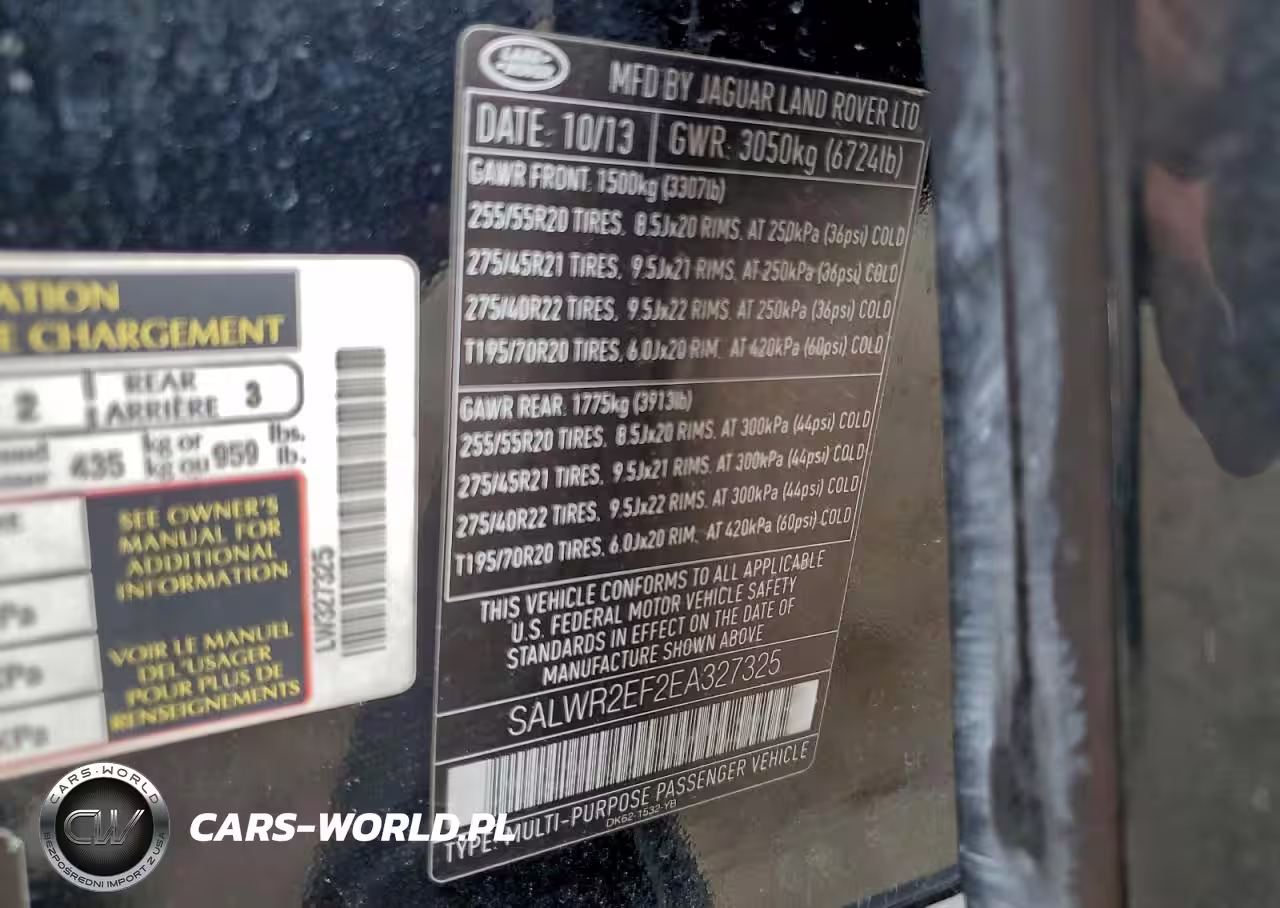 ATION
E CHARGEMENT
2
REAR
ARRIÈRE 3
435 kg or
kg ou 959 lbs.
lb.
SEE OWNER'S
MANUAL FOR
ADDITIONAL
INFORMATION
VOIR LE MANUEL
DE L'USAGER
POUR PLUS DE
RENSEIGNEMENTS
kPa
kPa
LW327325
LAND-
ROVER
MFD BY JAGUAR LAND ROVER LTD
DATE: 10/13
GWR: 3050kg (6724lb)
GAWR FRONT: 1500kg (3307lb)
255/55R20 TIRES, 8.5Jx20 RIMS, AT 250kPa (36psi) COLD
275/45R21 TIRES, 9.5Jx21 RIMS, AT 250kPa (36psi) COLD
275/40R22 TIRES, 9.5Jx22 RIMS, AT 250kPa (36psi) COLD
T195/70R20 TIRES, 6.0Jx20 RIM, AT 420kPa (60psi) COLD
GAWR REAR: 1775kg (3913lb)
255/55R20 TIRES, 8.5Jx20 RIMS, AT 300kPa (44psi) COLD
275/45R21 TIRES, 9.5Jx21 RIMS, AT 300kPa (44psi) COLD
275/40R22 TIRES, 9.5Jx22 RIMS, AT 300kPa (44psi) COLD
T195/70R20 TIRES, 6.0Jx20 RIM, AT 420kPa (60psi) COLD
THIS VEHICLE CONFORMS TO ALL APPLICABLE
U.S. FEDERAL MOTOR VEHICLE SAFETY
STANDARDS IN EFFECT ON THE DATE OF
MANUFACTURE SHOWN ABOVE
SALWR2EF2EA327325
TYPE: MULTI-PURPOSE PASSENGER VEHICLE
DK62-1532-YB
CARS-WORLD
CW
BEZPOŚREDNI IMPORT Z USA
CARS-WORLD.PL